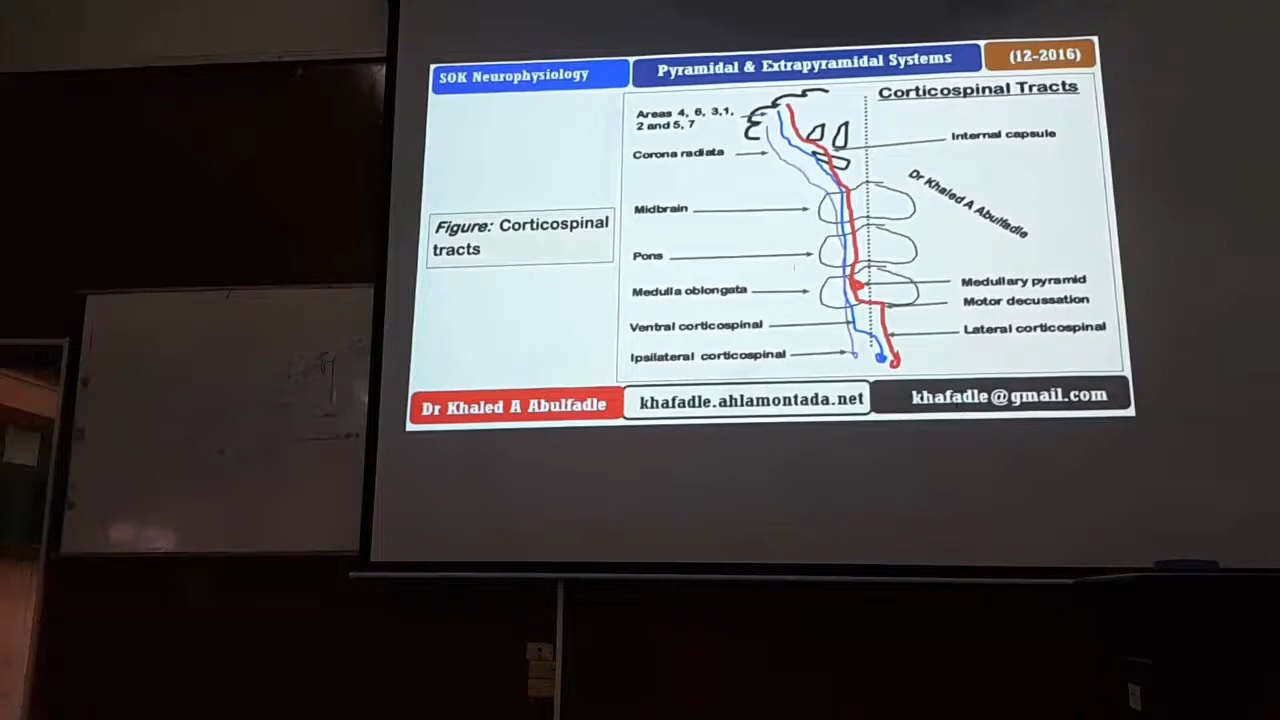 SOK Neurophysiology
Pyramidal & Extrapyramidal Systems
(12-2016)
Corticospinal Tracts
Areas 4, 6, 3,1,
2 and 5, 7
Internal capsule
Corona radiata
Dr Khaled A Abulfadle
Midbrain
Figure: Corticospinal
tracts
Pons
Medullary pyramid
Medulla oblongata
Motor decussation
Ventral corticospinal
Lateral corticospinal
Ipsilateral corticospinal
Dr Khaled A Abulfadle
khafadle.ahlamontada.net
khafadle@gmail.com